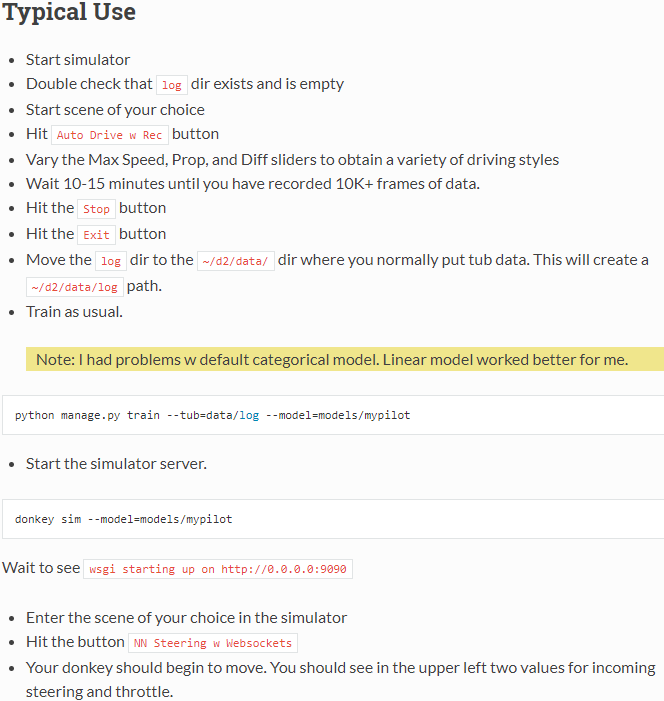 Typical Use
Start simulator
Double check that log dir exists and is empty
Start scene of your choice
Hit Auto Drive w Rec button
Vary the Max Speed, Prop, and Diff sliders to obtain a variety of driving styles
Wait 10-15 minutes until you have recorded 10K+ frames of data.
Hit the Stop button
Hit the Exit button
Move the log dir to the ~/d2/data/ dir where you normally put tub data. This will create a
~/d2/data/log path.
Train as usual.
Note: I had problems w default categorical model. Linear model worked better for me.
python manage.py train --tub=data/log --model=models/mypilot
Start the simulator server.
donkey sim --model=models/mypilot
Wait to see wsgi starting up on http://0.0.0.0:9090
Enter the scene of your choice in the simulator
Hit the button NN Steering w Websockets
Your donkey should begin to move. You should see in the upper left two values for incoming
steering and throttle.